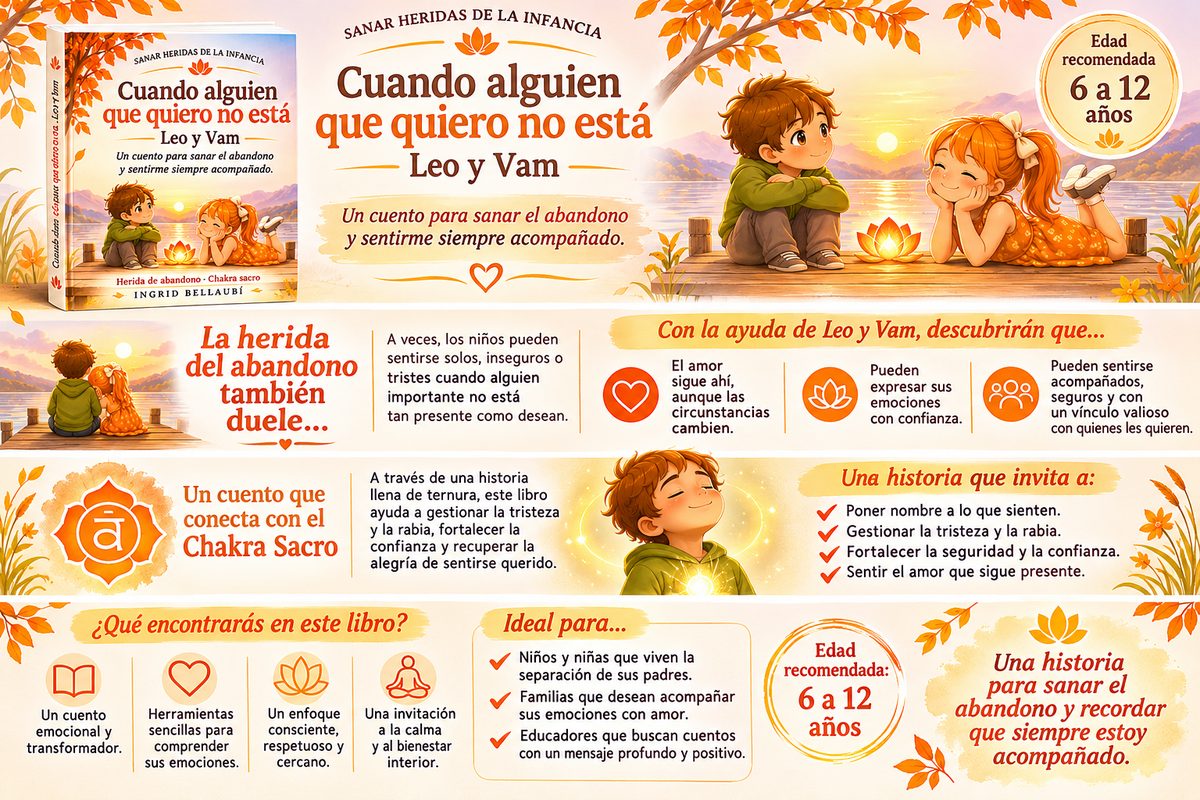 SANAR HERIDAS DE LA INFANCIA
Cuando alguien
que quiero no está
Leo y Vam
Un cuento para sanar el abandono
y sentirme siempre acompañado.
Herida de abandono · Chakra sacro
INGRID BELLAUBÍ
SANAR HERIDAS DE LA INFANCIA
Cuando alguien
que quiero no está
Leo y Vam
Un cuento para sanar el abandono
y sentirme siempre acompañado.
Edad
recomendada
6 a 12
años
La herida
del abandono
también
duele...
A veces, los niños pueden
sentirse solos, inseguros o
tristes cuando alguien
importante no está
tan presente como desean.
Con la ayuda de Leo y Vam, descubrirán que...
El amor
sigue ahí,
aunque las
circunstancias
cambien.
Pueden
expresar sus
emociones
con confianza.
Pueden sentirse
acompañados,
seguros y con
un vínculo valioso
con quienes les quieren.
Un cuento que
conecta con el
Chakra Sacro
A través de una historia
llena de ternura, este libro
ayuda a gestionar la tristeza
y la rabia, fortalecer la
confianza y recuperar la
alegría de sentirse querido.
Una historia que invita a:
Poner nombre a lo que sienten.
Gestionar la tristeza y la rabia.
Fortalecer la seguridad y la confianza.
Sentir el amor que sigue presente.
¿Qué encontrarás en este libro?
Un cuento
emocional y
transformador.
Herramientas
sencillas para
comprender
sus emociones.
Un enfoque
consciente,
respetuoso y
cercano.
Una invitación
a la calma
y al bienestar
interior.
Ideal para...
Niños y niñas que viven la
separación de sus padres.
Familias que desean acompañar
sus emociones con amor.
Educadores que buscan cuentos
con un mensaje profundo y positivo.
Edad
recomendada:
6 a 12
años
Una historia
para sanar el
abandono y recordar
que siempre estoy
acompañado.